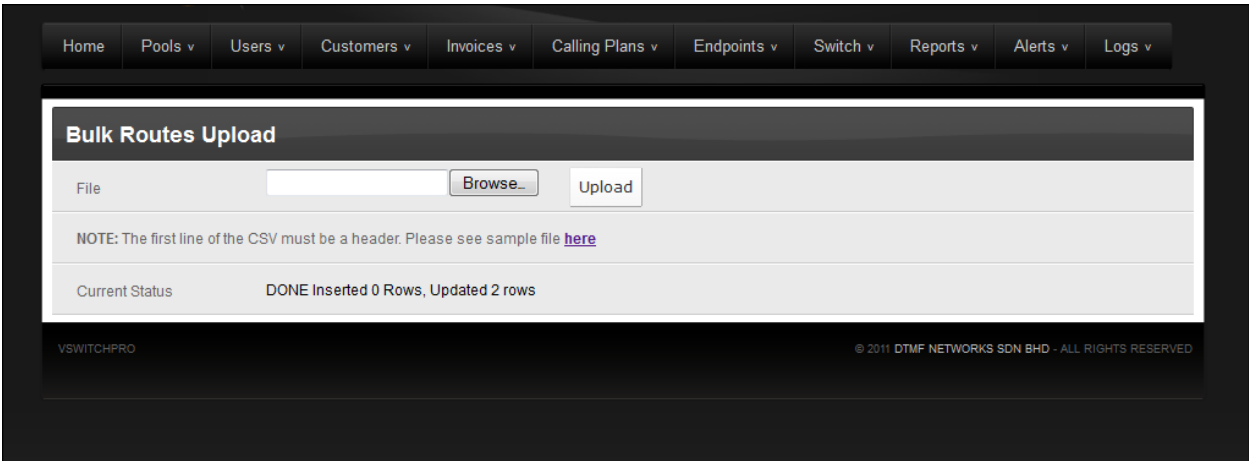 Home Pools v Users v Customers v Invoices v Calling Plans v Endpoints v Switch v Reports v Alerts v Logs v
Bulk Routes Upload
File Browse... Upload
NOTE: The first line of the CSV must be a header. Please see sample file here
Current Status DONE Inserted 0 Rows, Updated 2 rows
VSWITCHPRO © 2011 DTMF NETWORKS SDN BHD - ALL RIGHTS RESERVED